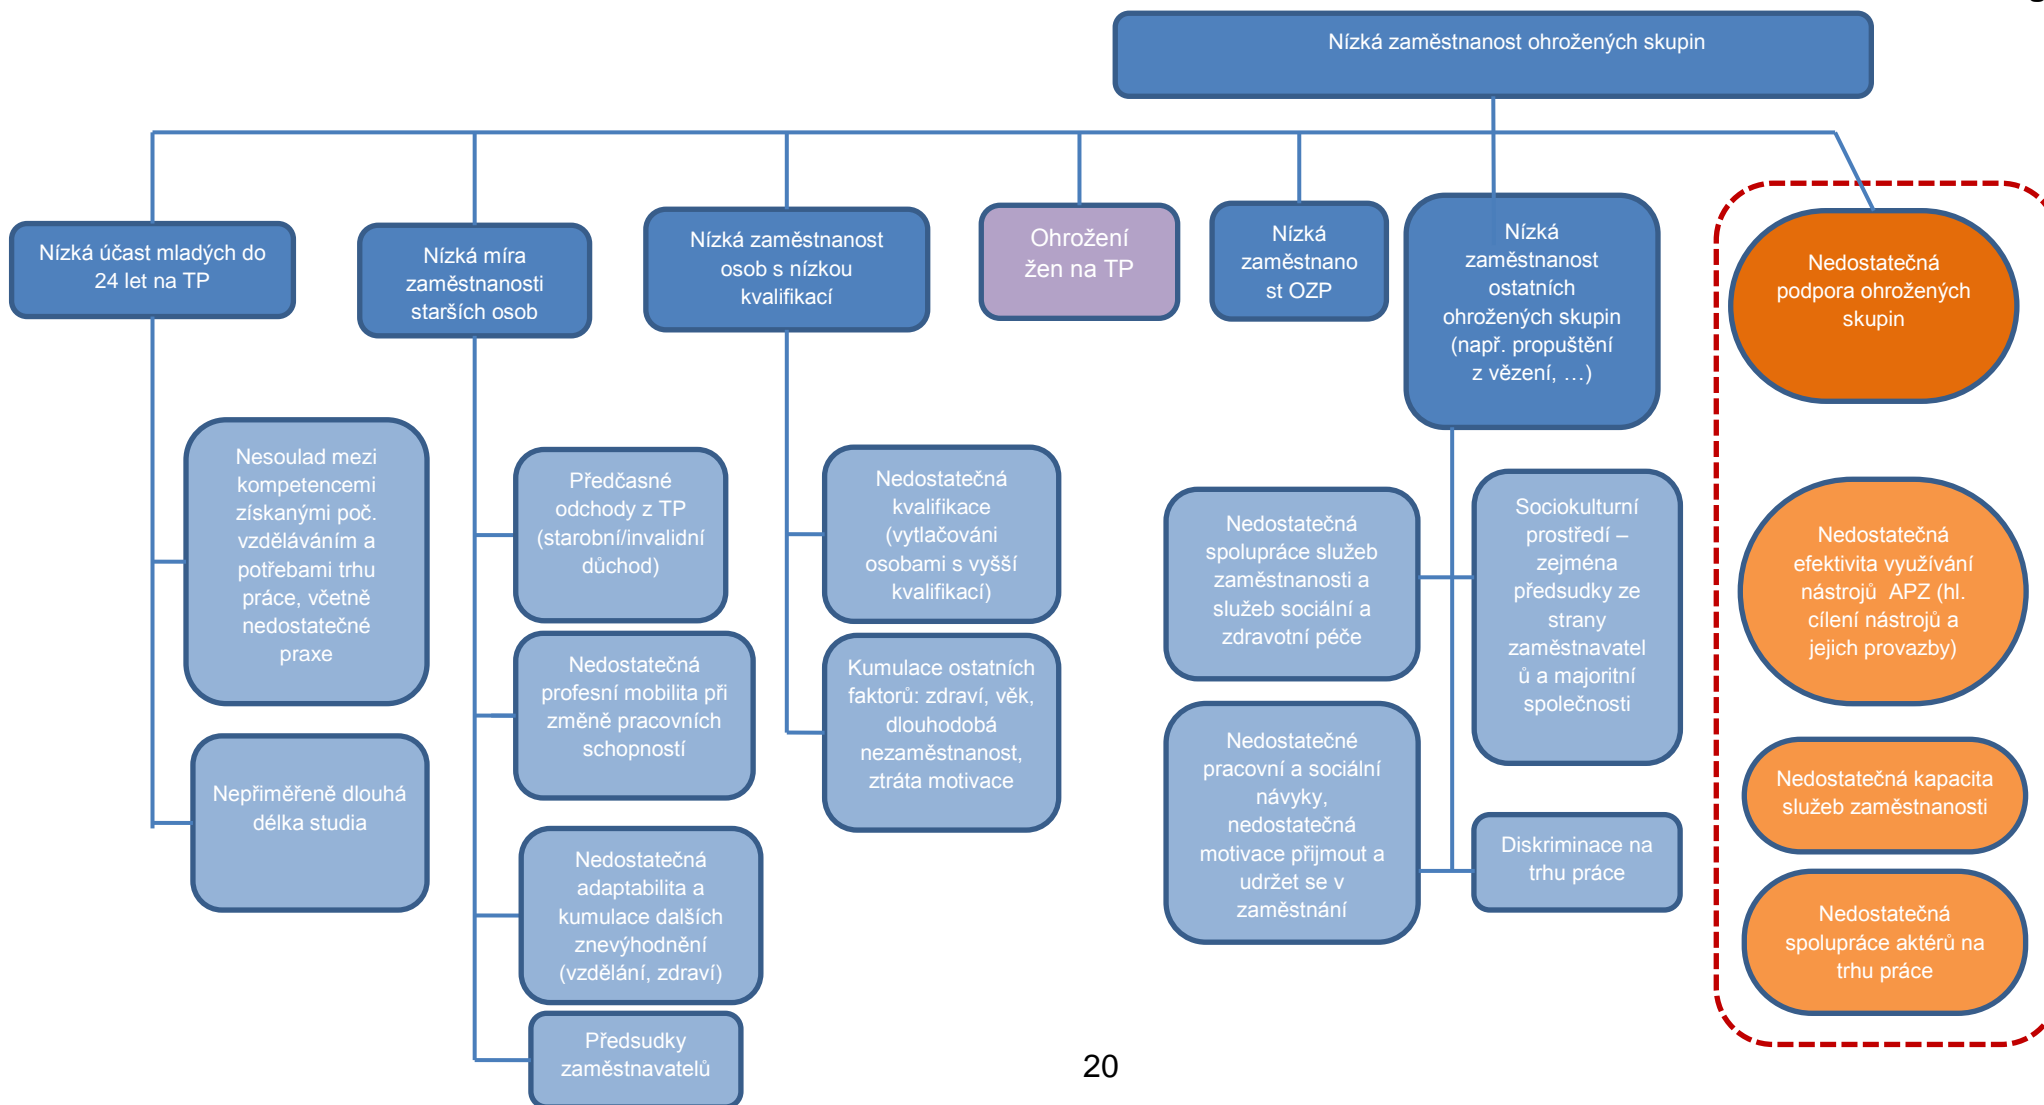 Nízká zaměstnanost ohrožených skupin
Nízká účast mladých do
24 let na TP
Nízká míra
zaměstnanosti
starších osob
Nízká zaměstnanost
osob s nízkou
kvalifikací
Ohrožení
žen na TP
Nízká
zaměstnano
st OZP
Nízká
zaměstnanost
ostatních
ohrožených skupin
(např. propuštění
z vězení, …)
Nedostatečná
podpora ohrožených
skupin
Nesoulad mezi
kompetencemi
získanými poč.
vzděláváním a
potřebami trhu
práce, včetně
nedostatečné
praxe
Nepřiměřeně dlouhá
délka studia
Předčasné
odchody z TP
(starobní/invalidní
důchod)
Nedostatečná
profesní mobilita při
změně pracovních
schopností
Nedostatečná
adaptabilita a
kumulace dalších
znevýhodnění
(vzdělání, zdraví)
Předsudky
zaměstnavatelů
Nedostatečná
kvalifikace
(vytlačováni
osobami s vyšší
kvalifikací)
Kumulace ostatních
faktorů: zdraví, věk,
dlouhodobá
nezaměstnanost,
ztráta motivace
Nedostatečná
spolupráce služeb
zaměstnanosti a
služeb sociální a
zdravotní péče
Nedostatečné
pracovní a sociální
návyky,
nedostatečná
motivace přijmout a
udržet se v
zaměstnání
Sociokulturní
prostředí –
zejména
předsudky ze
strany
zaměstnavatel
ů a majoritní
společnosti
Diskriminace na
trhu práce
Nedostatečná
efektivita využívání
nástrojů APZ (hl.
cílení nástrojů a
jejich provazby)
Nedostatečná kapacita
služeb zaměstnanosti
Nedostatečná
spolupráce aktérů na
trhu práce
20